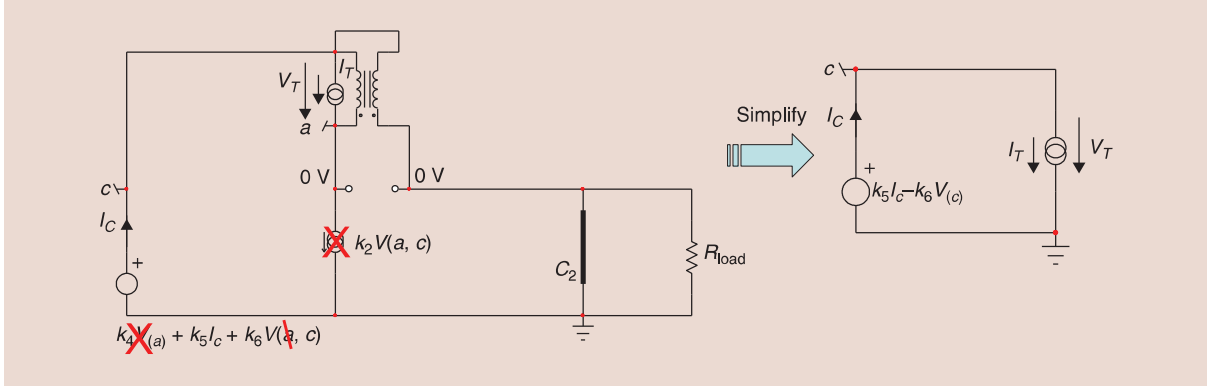 I_T
V_T
a
0 V
0 V
c
I_C
+
k_2V(a, c)
C_2
R_load
k_4V_(a) + k_5I_c + k_6V(a, c)
Simplify
c
I_C
+
k_5I_c–k_6V_(c)
I_T
V_T